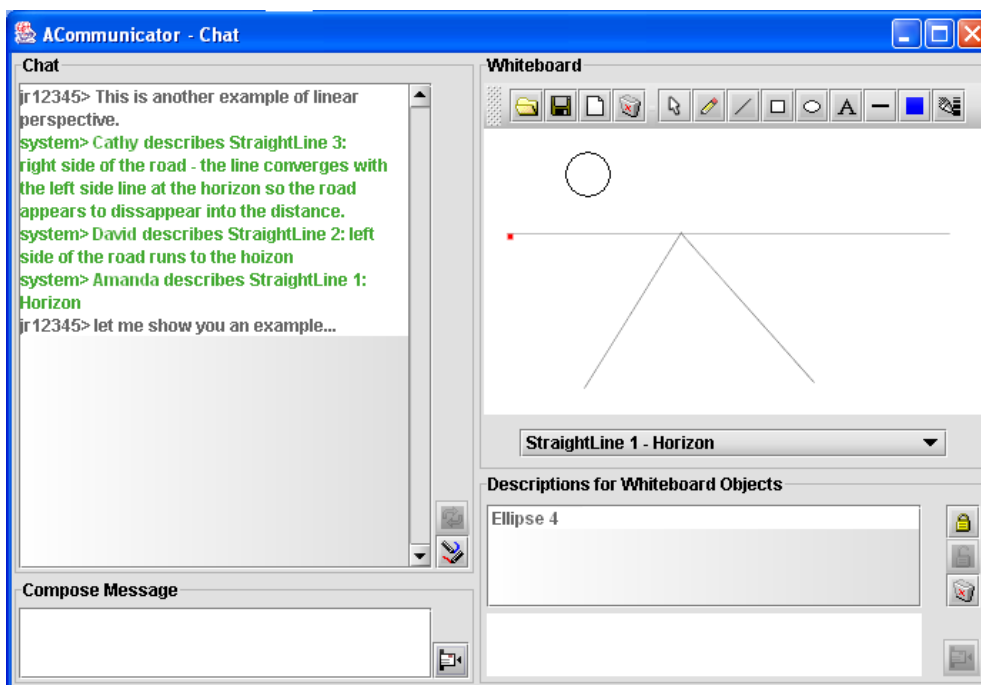 ACommunicator - Chat
Chat
jr12345> This is another example of linear
perspective.
system> Cathy describes StraightLine 3:
right side of the road - the line converges with
the left side line at the horizon so the road
appears to dissappear into the distance.
system> David describes StraightLine 2: left
side of the road runs to the hoizon
system> Amanda describes StraightLine 1:
Horizon
jr12345> let me show you an example...
Compose Message
Whiteboard
A
StraightLine 1 - Horizon
Descriptions for Whiteboard Objects
Ellipse 4